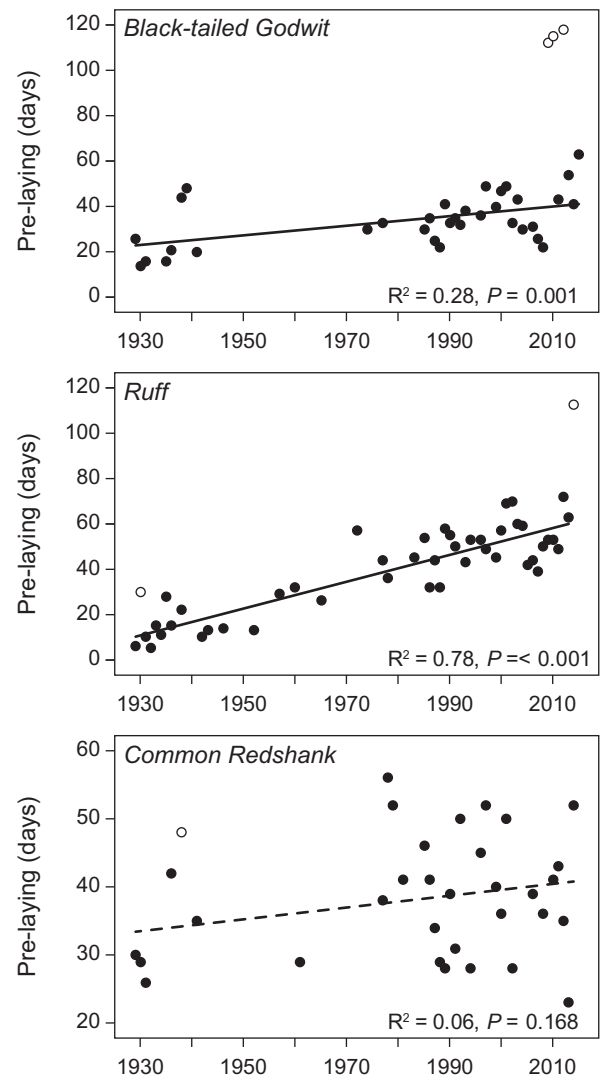 Black-tailed Godwit
120
100
80
60
40
20
0
Pre-laying (days)
R² = 0.28, P = 0.001
1930 1950 1970 1990 2010
Ruff
120
100
80
60
40
20
0
Pre-laying (days)
R² = 0.78, P =< 0.001
1930 1950 1970 1990 2010
Common Redshank
60
50
40
30
20
Pre-laying (days)
R² = 0.06, P = 0.168
1930 1950 1970 1990 2010